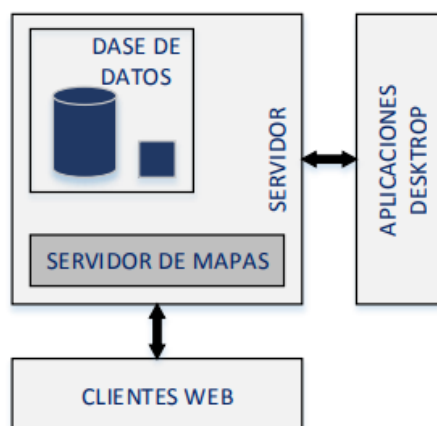 DASE DE
DATOS
SERVIDOR
SERVIDOR DE MAPAS
APLICACIONES
DESKTROP
CLIENTES WEB